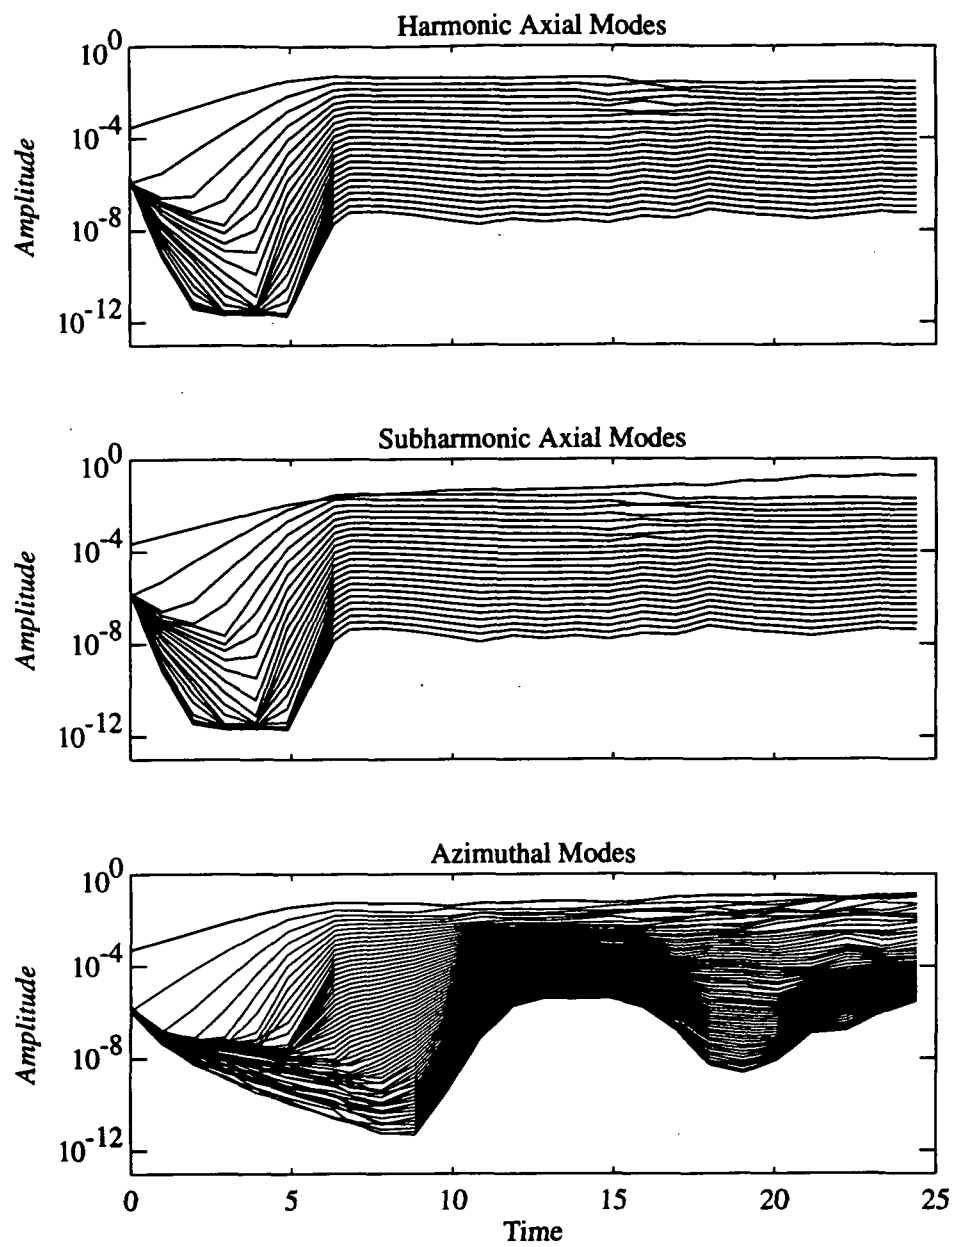 Harmonic Axial Modes
10^0
10^-4
10^-8
10^-12
Amplitude
Subharmonic Axial Modes
10^0
10^-4
10^-8
10^-12
Amplitude
Azimuthal Modes
10^0
10^-4
10^-8
10^-12
Amplitude
0 5 10 15 20 25
Time